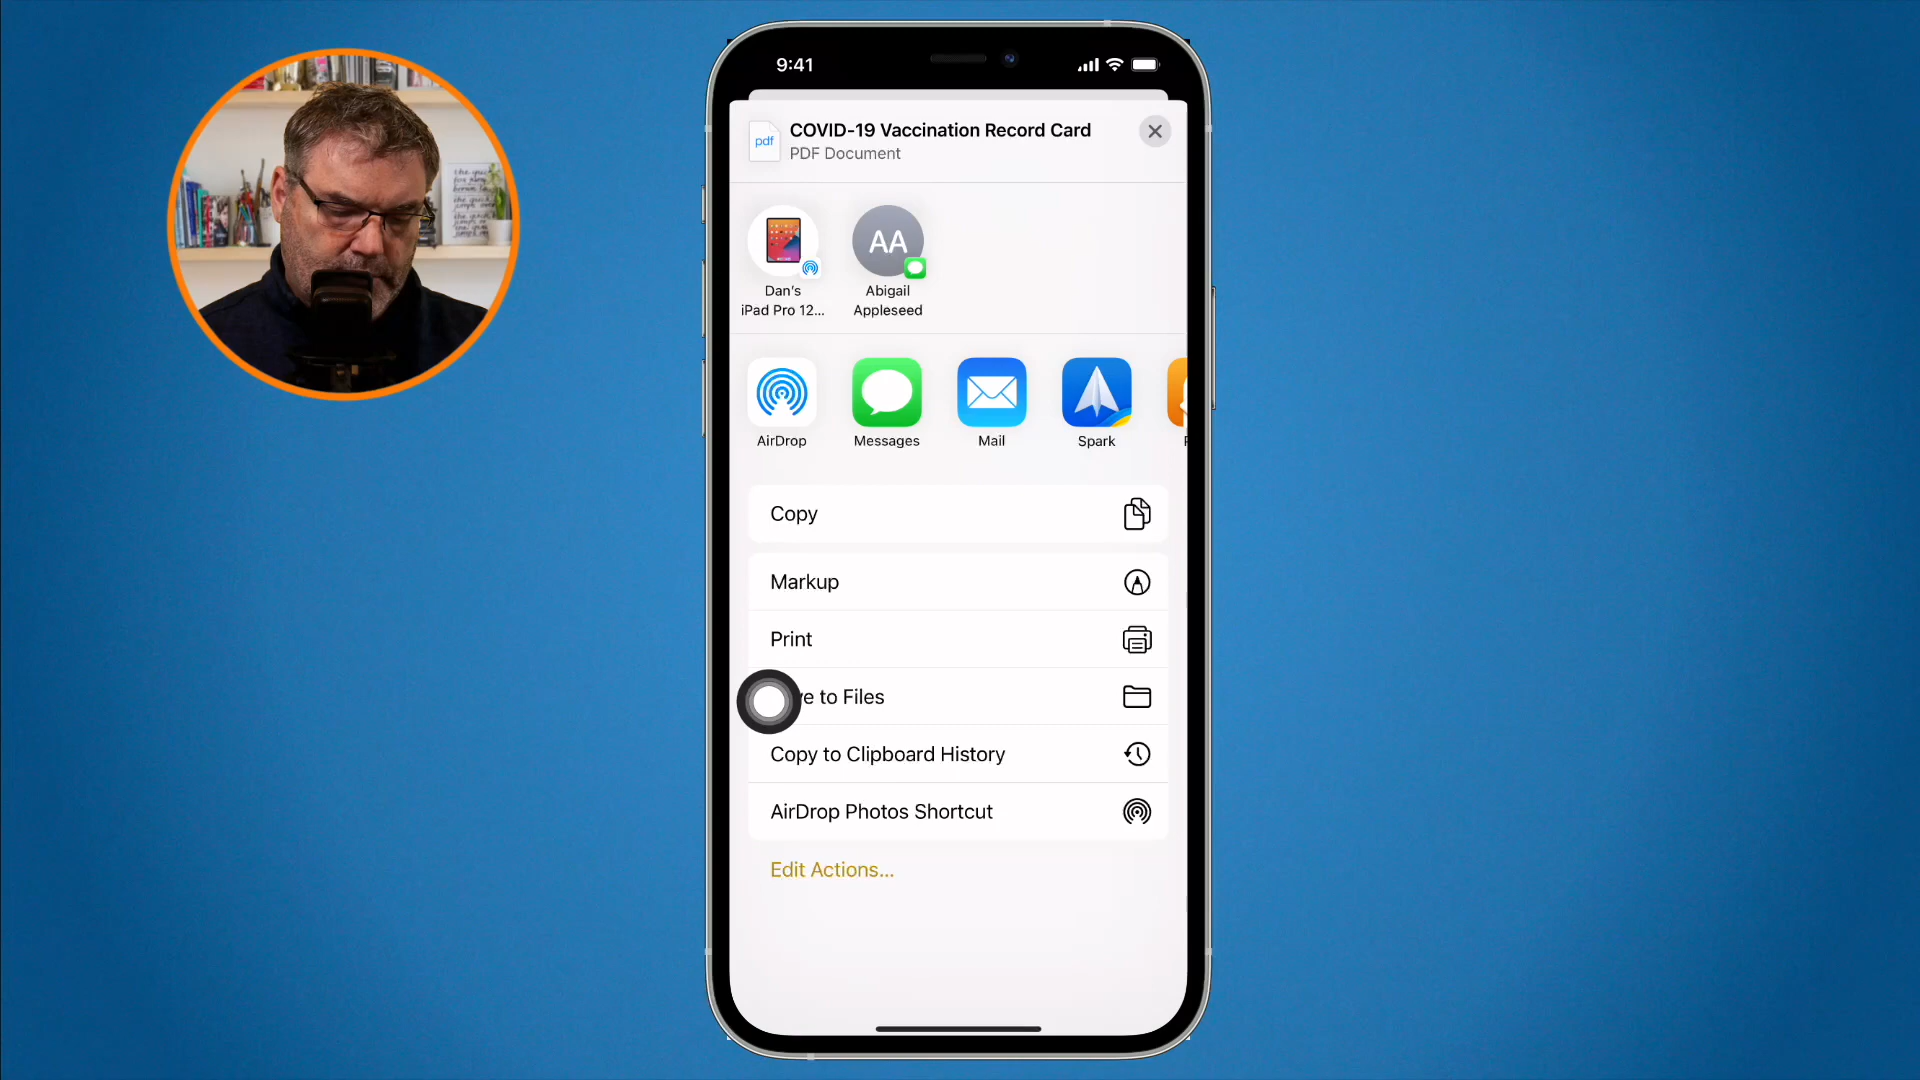 9:41
pdf
COVID-19 Vaccination Record Card
PDF Document
AA
Dan's
iPad Pro 12...
Abigail
Appleseed
AirDrop
Messages
Mail
Spark
Copy
Markup
Print
to Files
Copy to Clipboard History
AirDrop Photos Shortcut
Edit Actions...